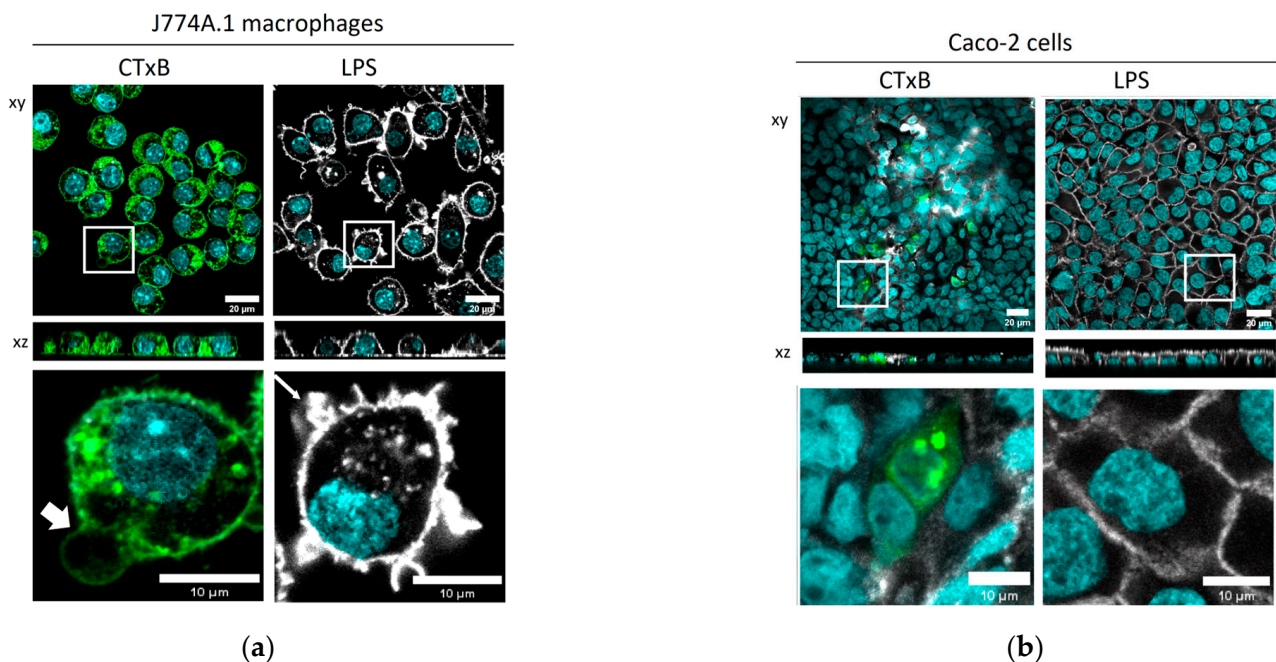 J774A.1 macrophages
CTxB LPS
xy
20 µm 20 µm
xz
10 µm 10 µm
(a)
Caco-2 cells
CTxB LPS
xy
20 µm 20 µm
xz
10 µm 10 µm
(b)